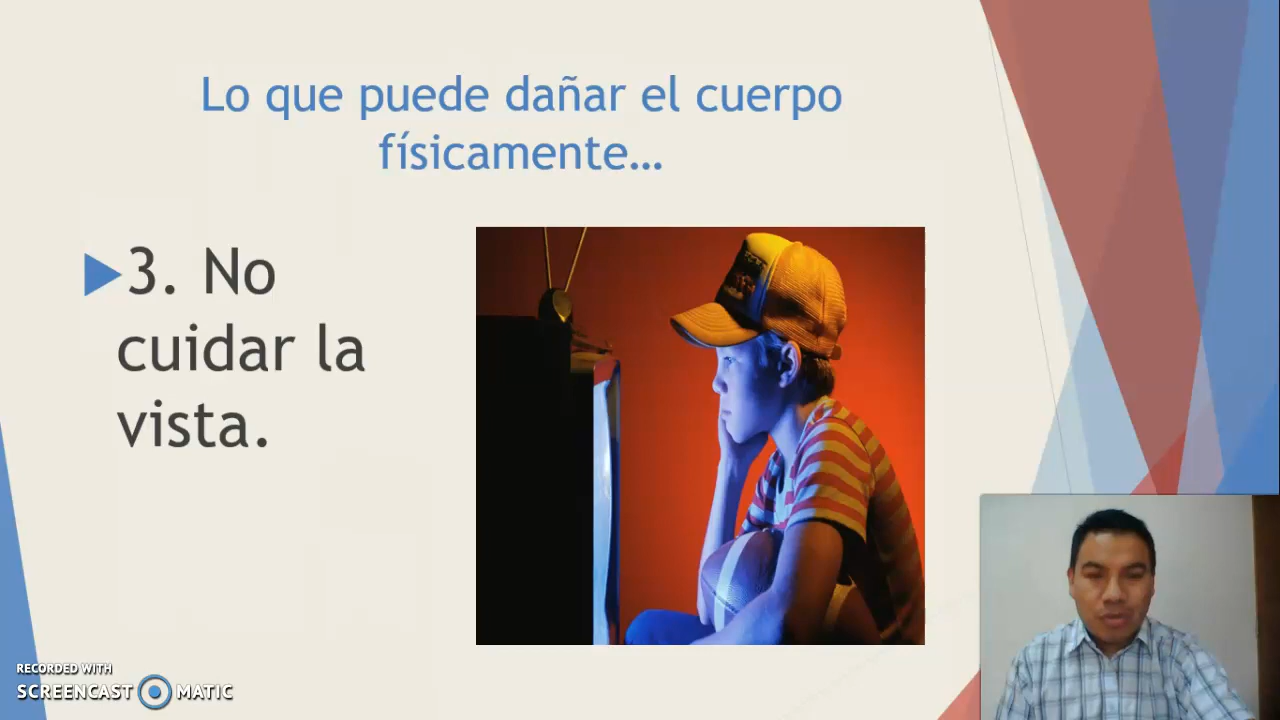 Lo que puede dañar el cuerpo
físicamente…
3. No
cuidar la
vista.
RECORDED WITH
SCREENCAST MATIC